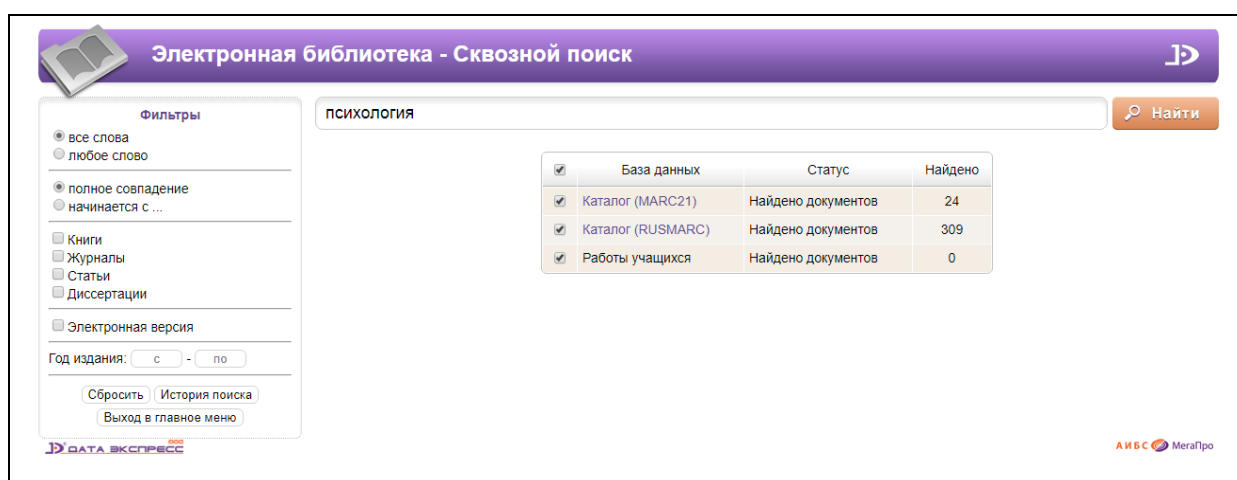 Электронная библиотека - Сквозной поиск
Фильтры
все слова
любое слово
полное совпадение
начинается с ...
Книги
Журналы
Статьи
Диссертации
Электронная версия
Год издания: с - по
Сбросить История поиска
Выход в главное меню
ДАТА ЭКСПРЕСС ООО
психология
Найти
База данных Статус Найдено
Каталог (MARC21) Найдено документов 24
Каталог (RUSMARC) Найдено документов 309
Работы учащихся Найдено документов 0
АИБС МегаПро